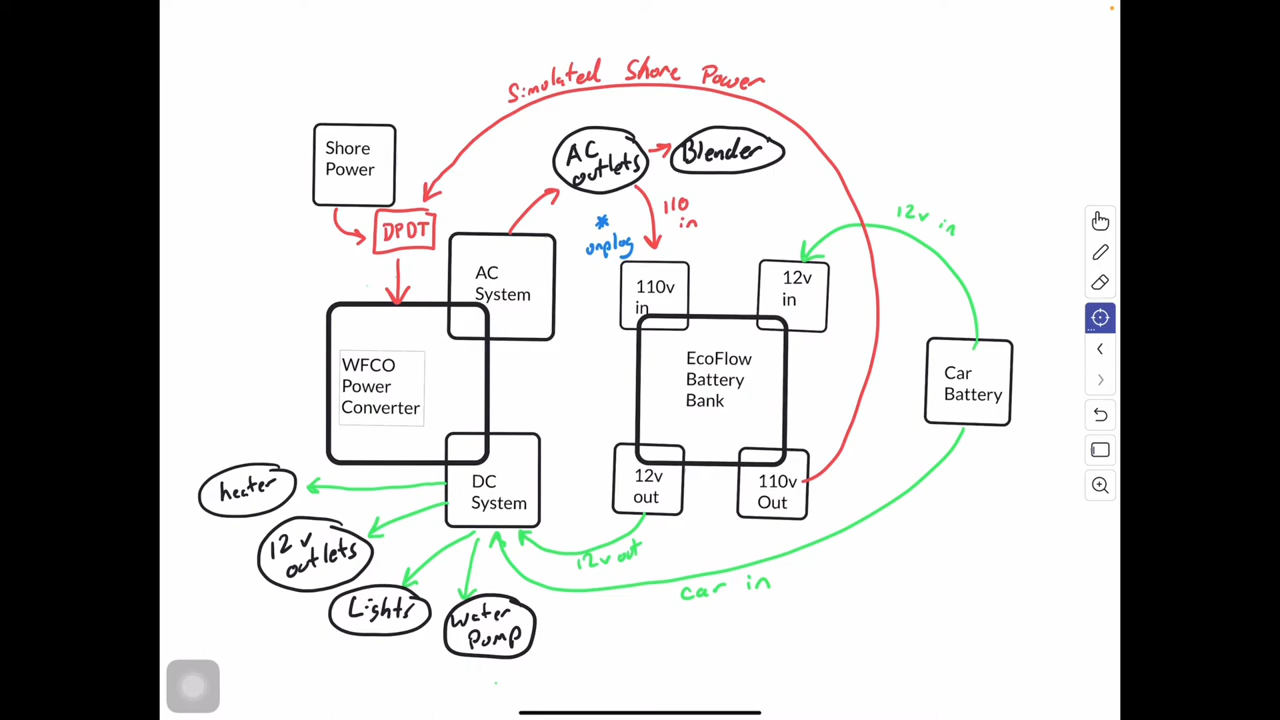 Simulated Shore Power
Shore
Power
AC
outlets
Blender
DPDT
110
in
*
unplug
12v in
AC
System
110v
in
12v
in
WFCO
Power
Converter
EcoFlow
Battery
Bank
Car
Battery
heater
DC
System
12v
out
110v
Out
12v
outlets
12v out
car in
Lights
Water
Pump